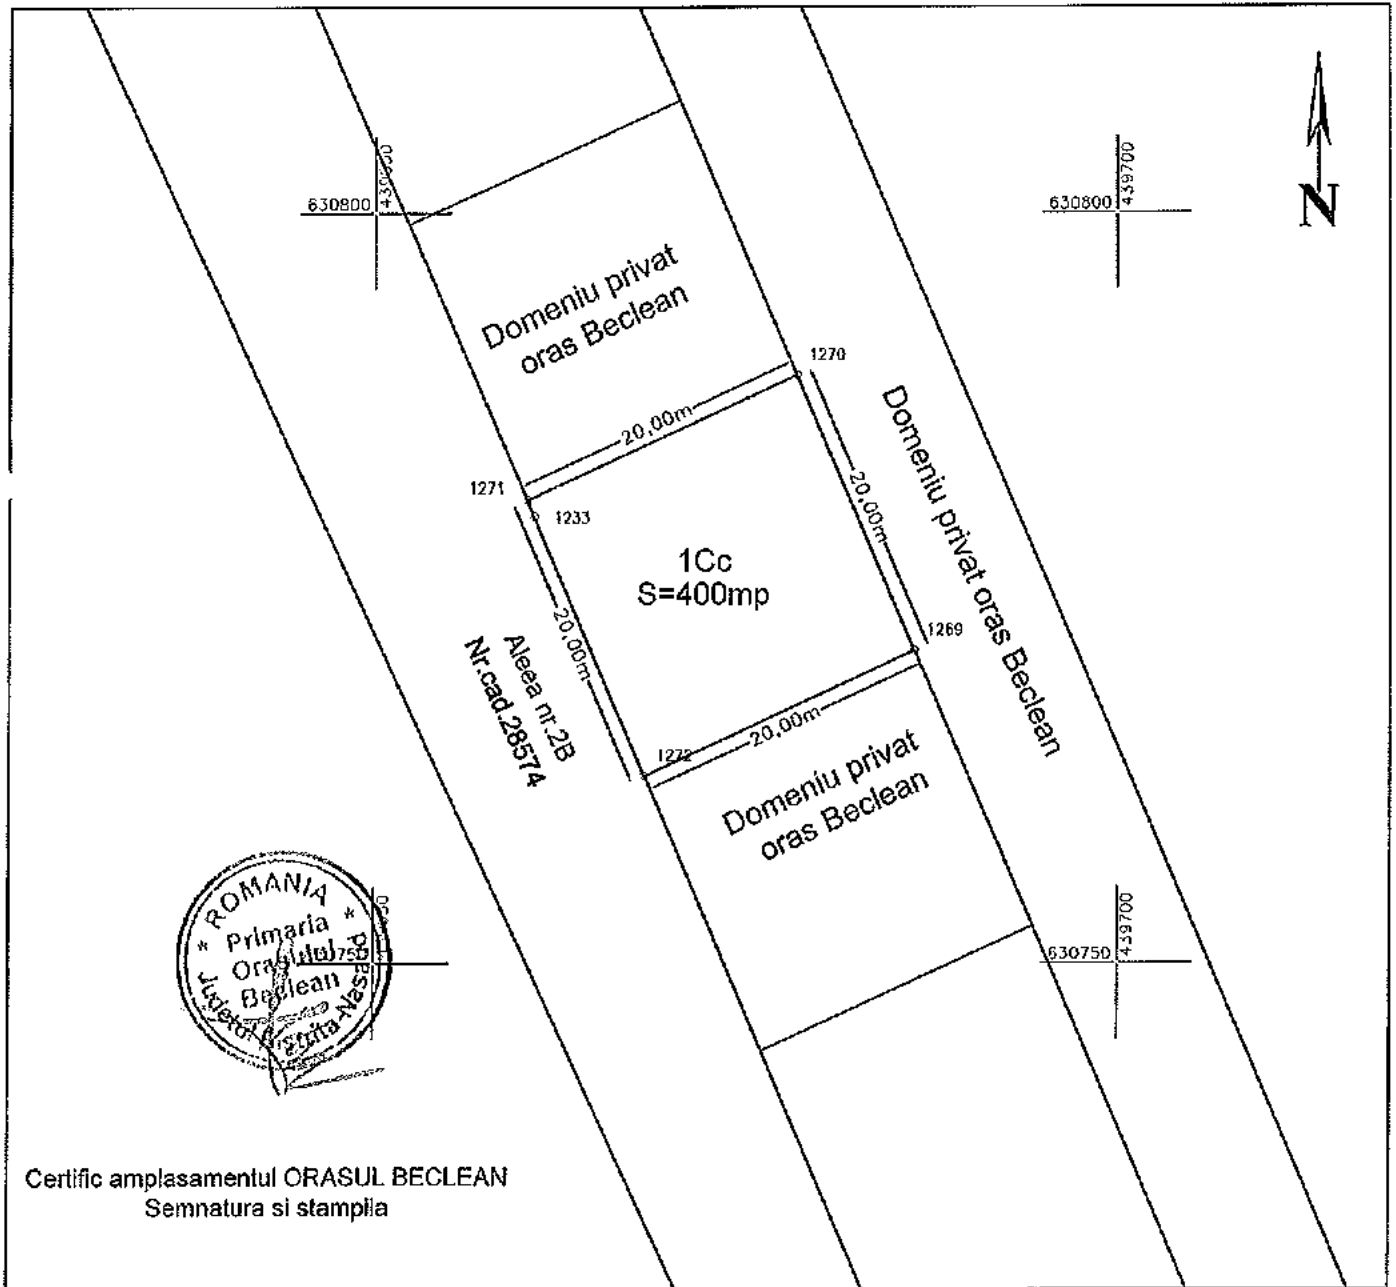 630800
630800
439700
N
Domeniu privat
oras Beclean
1270
20,00m
Domeniu privat oras Beclean
1271
1233
20,00m
1Cc
S=400mp
20,00m
1269
Aleea nr.2B
Nr.cad.28574
1272
20,00m
Domeniu privat
oras Beclean
ROMANIA
Primaria
Orasului
Beclean
Judetul
630750
439700
Certific amplasamentul ORASUL BECLEAN
Semnatura si stampila